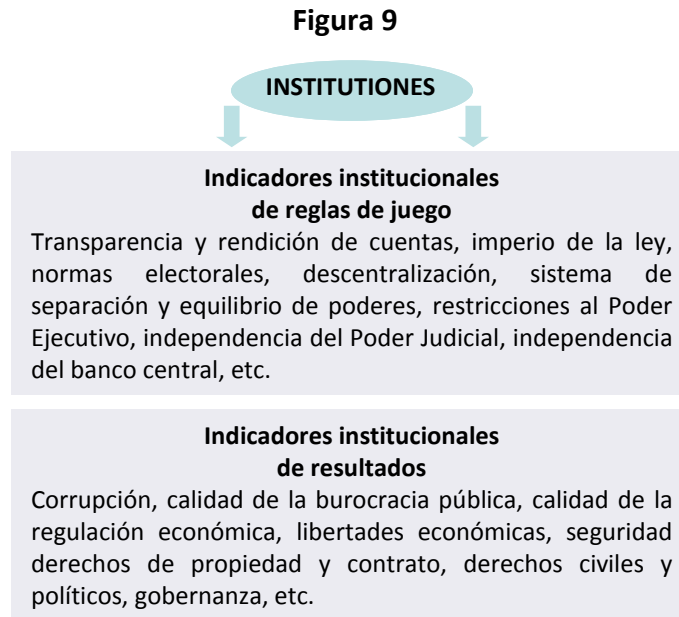 Figura 9
INSTITUTIONES
Indicadores institucionales
de reglas de juego
Transparencia y rendición de cuentas, imperio de la ley,
normas electorales, descentralización, sistema de
separación y equilibrio de poderes, restricciones al Poder
Ejecutivo, independencia del Poder Judicial, independencia
del banco central, etc.
Indicadores institucionales
de resultados
Corrupción, calidad de la burocracia pública, calidad de la
regulación económica, libertades económicas, seguridad
derechos de propiedad y contrato, derechos civiles y
políticos, gobernanza, etc.